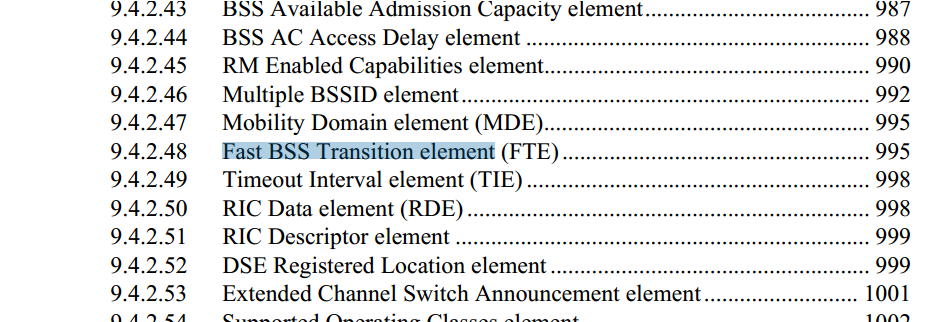 9.4.2.43 BSS Available Admission Capacity element.................................... 987
9.4.2.44 BSS AC Access Delay element ...................................................... 988
9.4.2.45 RM Enabled Capabilities element.................................................... 990
9.4.2.46 Multiple BSSID element................................................................ 992
9.4.2.47 Mobility Domain element (MDE).................................................... 995
9.4.2.48 Fast BSS Transition element (FTE) ................................................ 995
9.4.2.49 Timeout Interval element (TIE) ...................................................... 998
9.4.2.50 RIC Data element (RDE) ............................................................... 998
9.4.2.51 RIC Descriptor element ................................................................. 999
9.4.2.52 DSE Registered Location element .................................................. 999
9.4.2.53 Extended Channel Switch Announcement element........................ 1001
9.4.2.54 Supported Operating Classes element 1002